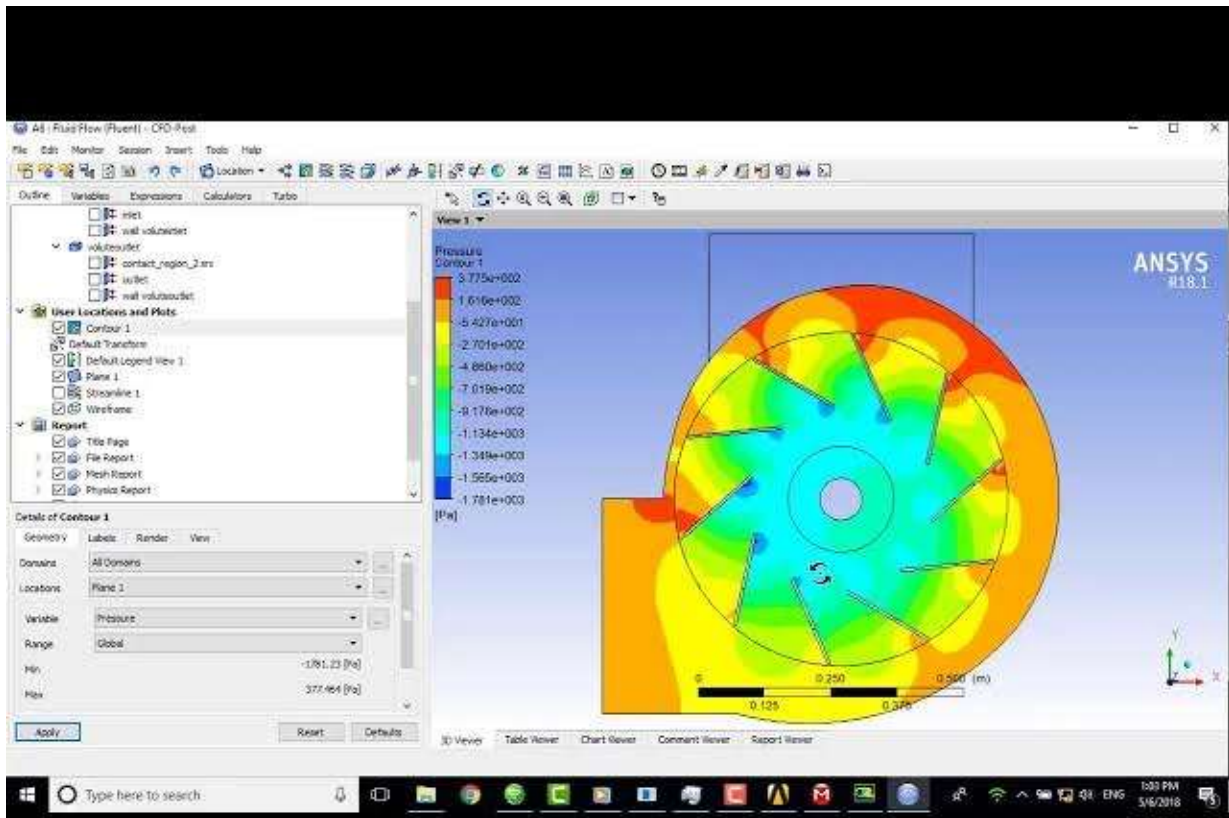 A6 : Fluid Flow (Fluent) - CFD-Post
File Edit Monitor Session Insert Tools Help
Location
Outline Variables Expressions Calculators Turbo
View 1
inlet
wall voluteinlet
voluteoutlet
contact_region_2 src
outlet
wall voluteoutlet
User Locations and Plots
Contour 1
Default Transform
Default Legend View 1
Plane 1
Streamline 1
Wireframe
Report
Title Page
File Report
Mesh Report
Physics Report
Details of Contour 1
Geometry Labels Render View
Domains All Domains
Locations Plane 1
Variable Pressure
Range Global
Min -1781.23 [Pa]
Max 377.464 [Pa]
Apply Reset Defaults
Pressure
Contour 1
3.775e+002
1.616e+002
-5.427e+001
-2.701e+002
-4.860e+002
-7.019e+002
-9.178e+002
-1.134e+003
-1.349e+003
-1.565e+003
-1.781e+003
[Pa]
ANSYS
R18.1
Y
X
Z
0 0.250 0.500 (m)
0.125 0.375
3D Viewer Table Viewer Chart Viewer Comment Viewer Report Viewer
Type here to search
ENG
1:03 PM
5/6/2018